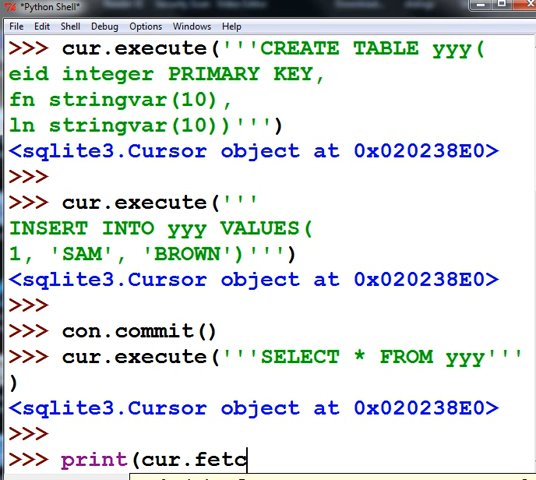 *Python Shell*
File Edit Shell Debug Options Windows Help
>>> cur.execute('''CREATE TABLE yyy(
eid integer PRIMARY KEY,
fn stringvar(10),
ln stringvar(10))''')
<sqlite3.Cursor object at 0x020238E0>
>>>
>>> cur.execute('''
INSERT INTO yyy VALUES(
1, 'SAM', 'BROWN')''')
<sqlite3.Cursor object at 0x020238E0>
>>>
>>> con.commit()
>>> cur.execute('''SELECT * FROM yyy'''
)
<sqlite3.Cursor object at 0x020238E0>
>>>
>>> print(cur.fetc